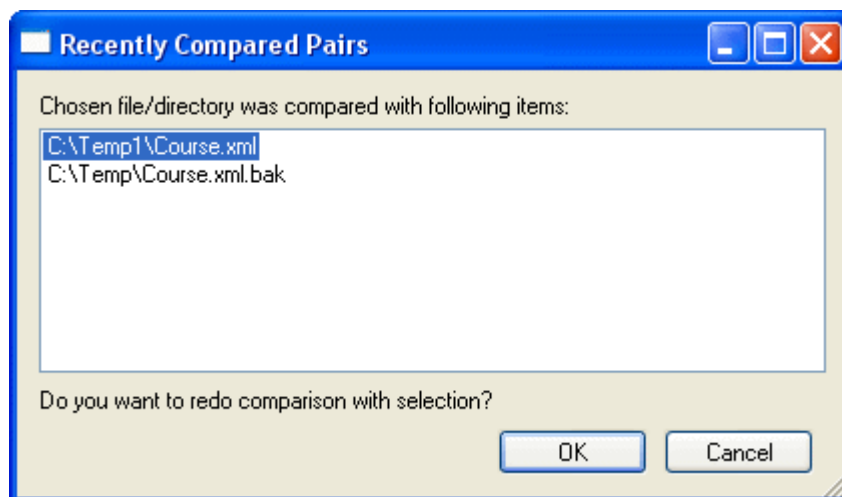 Recently Compared Pairs
Chosen file/directory was compared with following items:
C:\Temp1\Course.xml
C:\Temp\Course.xml.bak
Do you want to redo comparison with selection?
OK Cancel